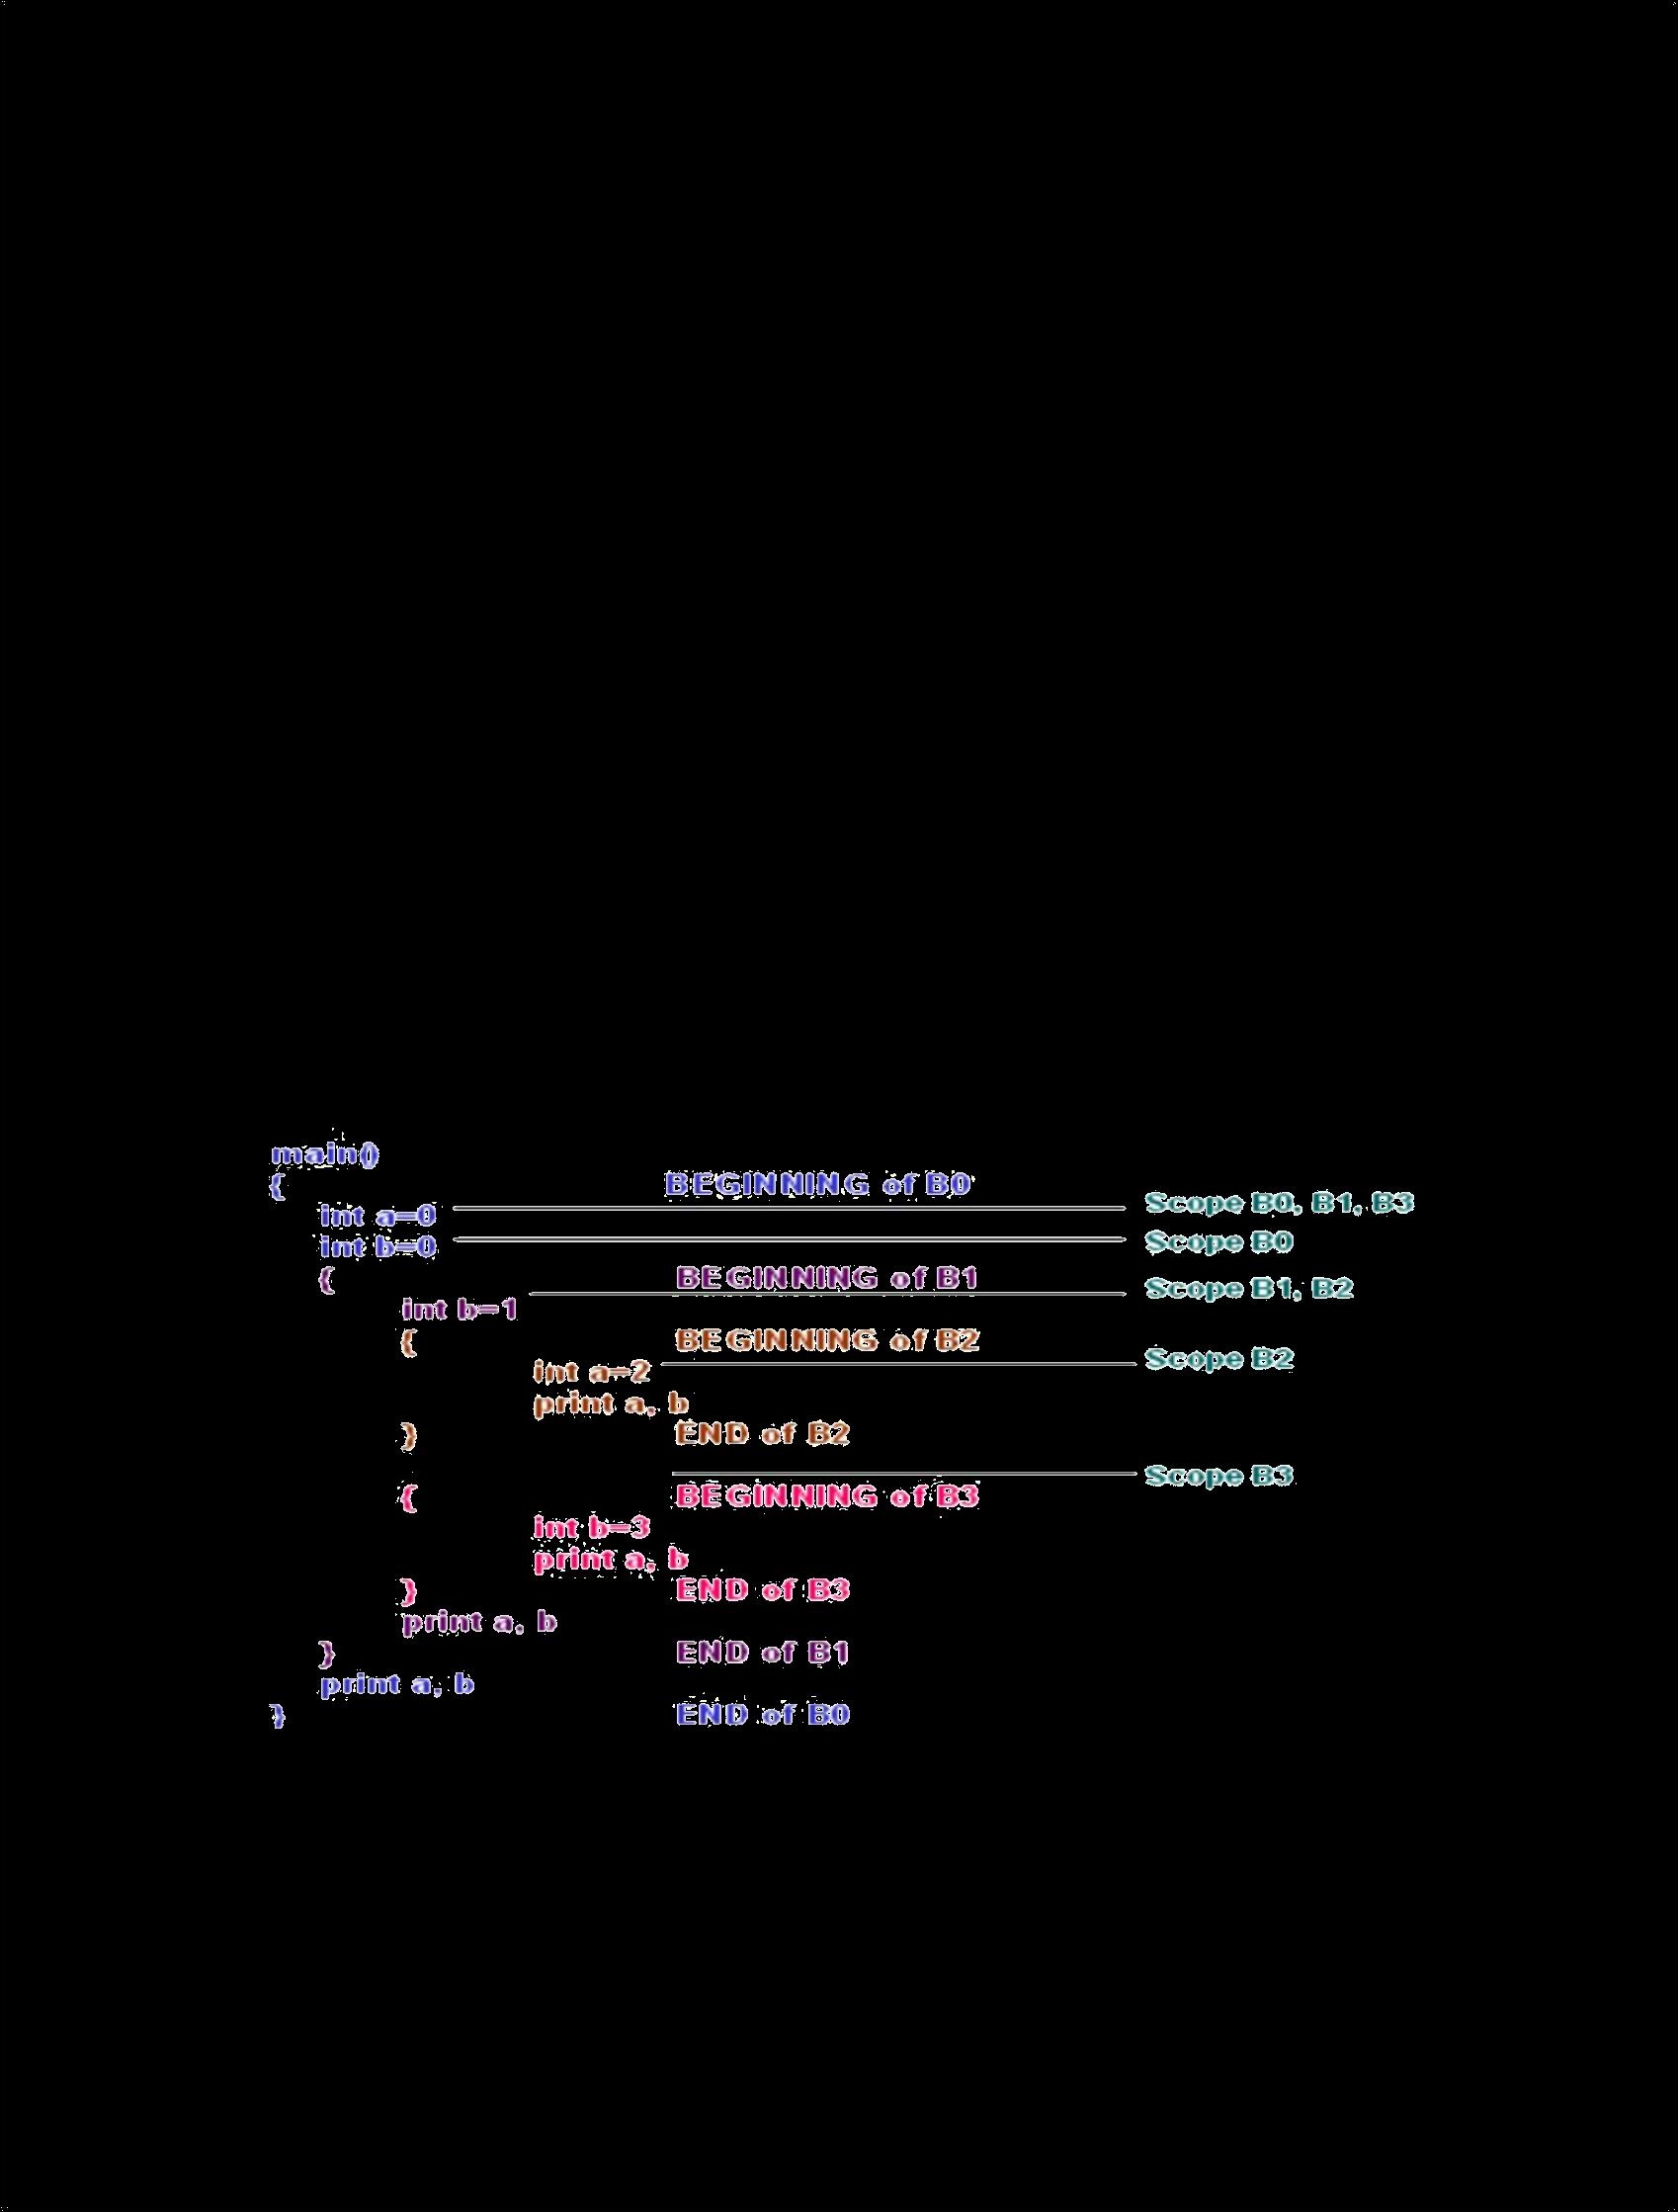 main()
{ BEGINNING of B0
int a=0 Scope B0, B1, B3
int b=0 Scope B0
{ BEGINNING of B1
int b=1 Scope B1, B2
{ BEGINNING of B2
int a=2 Scope B2
print a, b
} END of B2
Scope B3
{ BEGINNING of B3
int b=3
print a, b
} END of B3
print a, b
} END of B1
print a, b
} END of B0